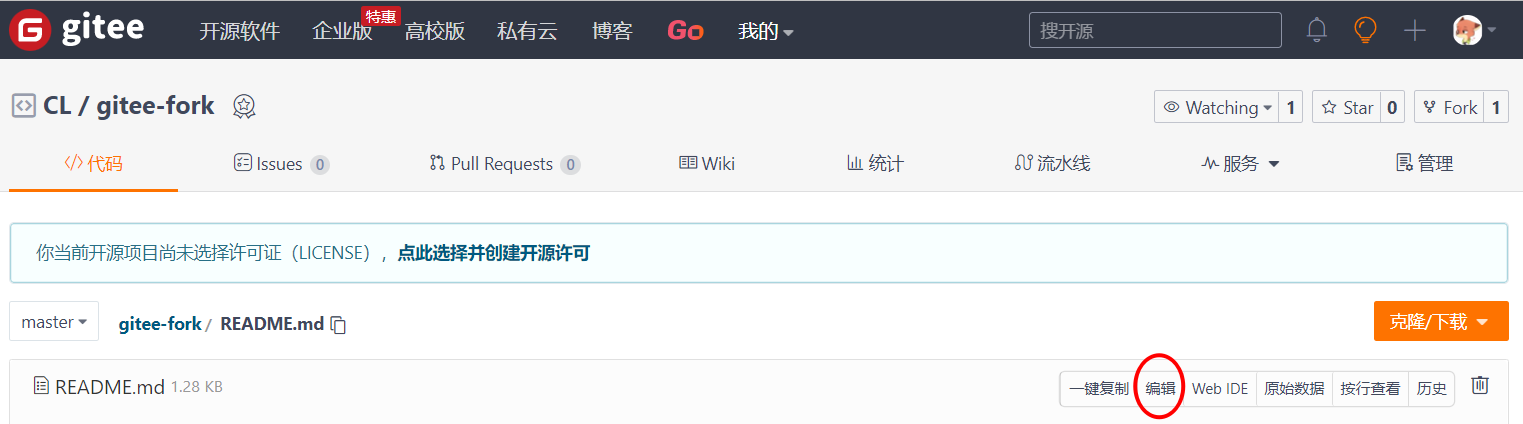 gitee 开源软件 企业版 特惠 高校版 私有云 博客 Go 我的 搜开源
CL / gitee-fork Watching 1 Star 0 Fork 1
代码 Issues 0 Pull Requests 0 Wiki 统计 流水线 服务 管理
你当前开源项目尚未选择许可证（LICENSE），点此选择并创建开源许可
master gitee-fork / README.md 克隆/下载
README.md 1.28 KB 一键复制 编辑 Web IDE 原始数据 按行查看 历史